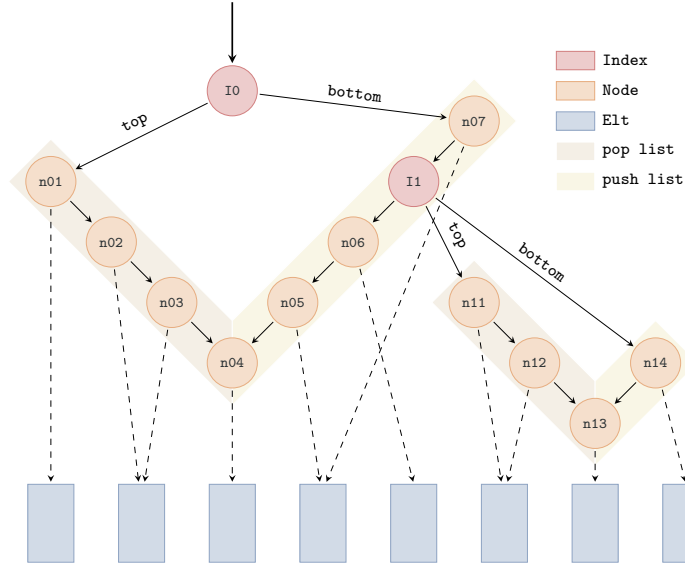 I0
Index
top
bottom
Node
n07
Elt
pop list
n01
I1
push list
n02
n06
top
bottom
n03
n05
n11
n04
n12
n14
n13